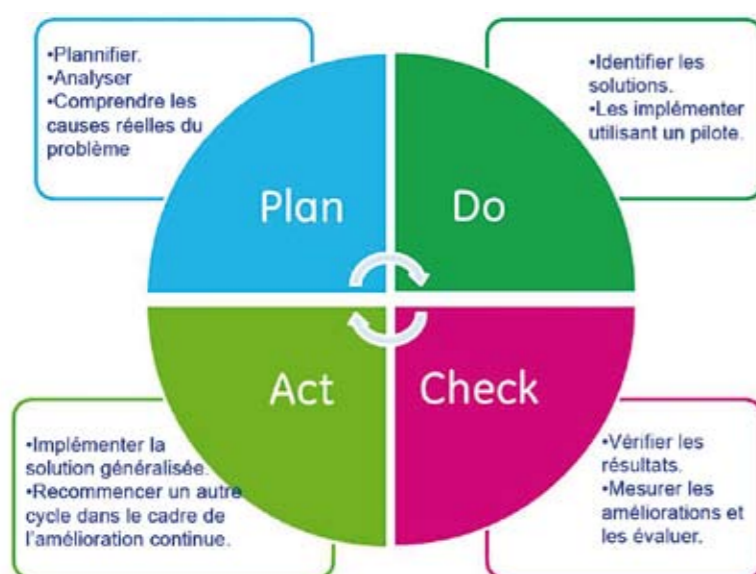 •Plannifier.
•Analyser
•Comprendre les
causes réelles du
problème
•Identifier les
solutions.
•Les implémenter
utilisant un pilote.
Plan
Do
Act
Check
•Implémenter la
solution généralisée.
•Recommencer un autre
cycle dans le cadre de
l'amélioration continue.
•Vérifier les
résultats.
•Mesurer les
améliorations et
les évaluer.